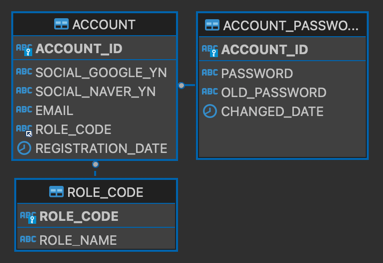 ACCOUNT
ABC ACCOUNT_ID
ABC SOCIAL_GOOGLE_YN
ABC SOCIAL_NAVER_YN
ABC EMAIL
ABC ROLE_CODE
REGISTRATION_DATE
ACCOUNT_PASSWO...
ABC ACCOUNT_ID
ABC PASSWORD
ABC OLD_PASSWORD
CHANGED_DATE
ROLE_CODE
ABC ROLE_CODE
ABC ROLE_NAME